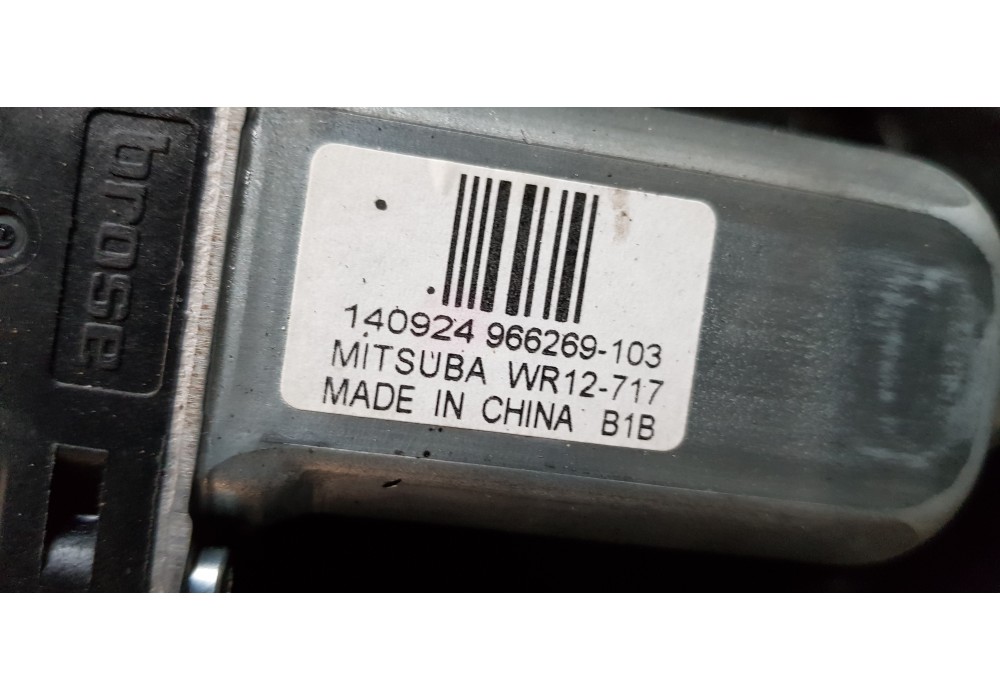 brose
140924 966269-103
MITSUBA WR12-717
MADE IN CHINA B1B